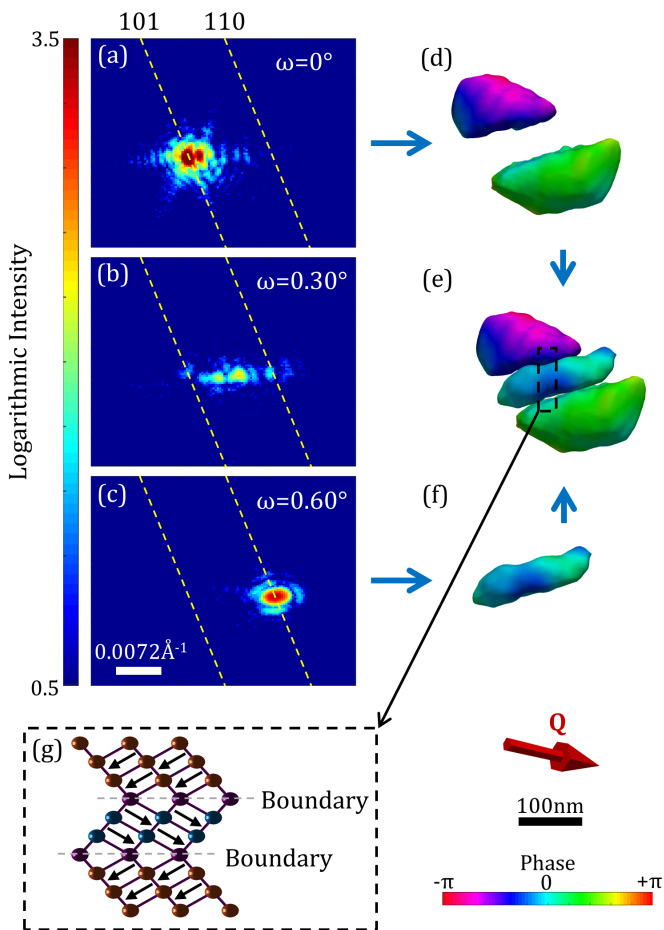 3.5
101 110
(a)
ω=0°
(d)
(b)
ω=0.30°
(e)
Logarithmic Intensity
(c)
ω=0.60°
(f)
0.0072Å⁻¹
0.5
(g)
Boundary
Boundary
Q
100nm
Phase
-π 0 +π